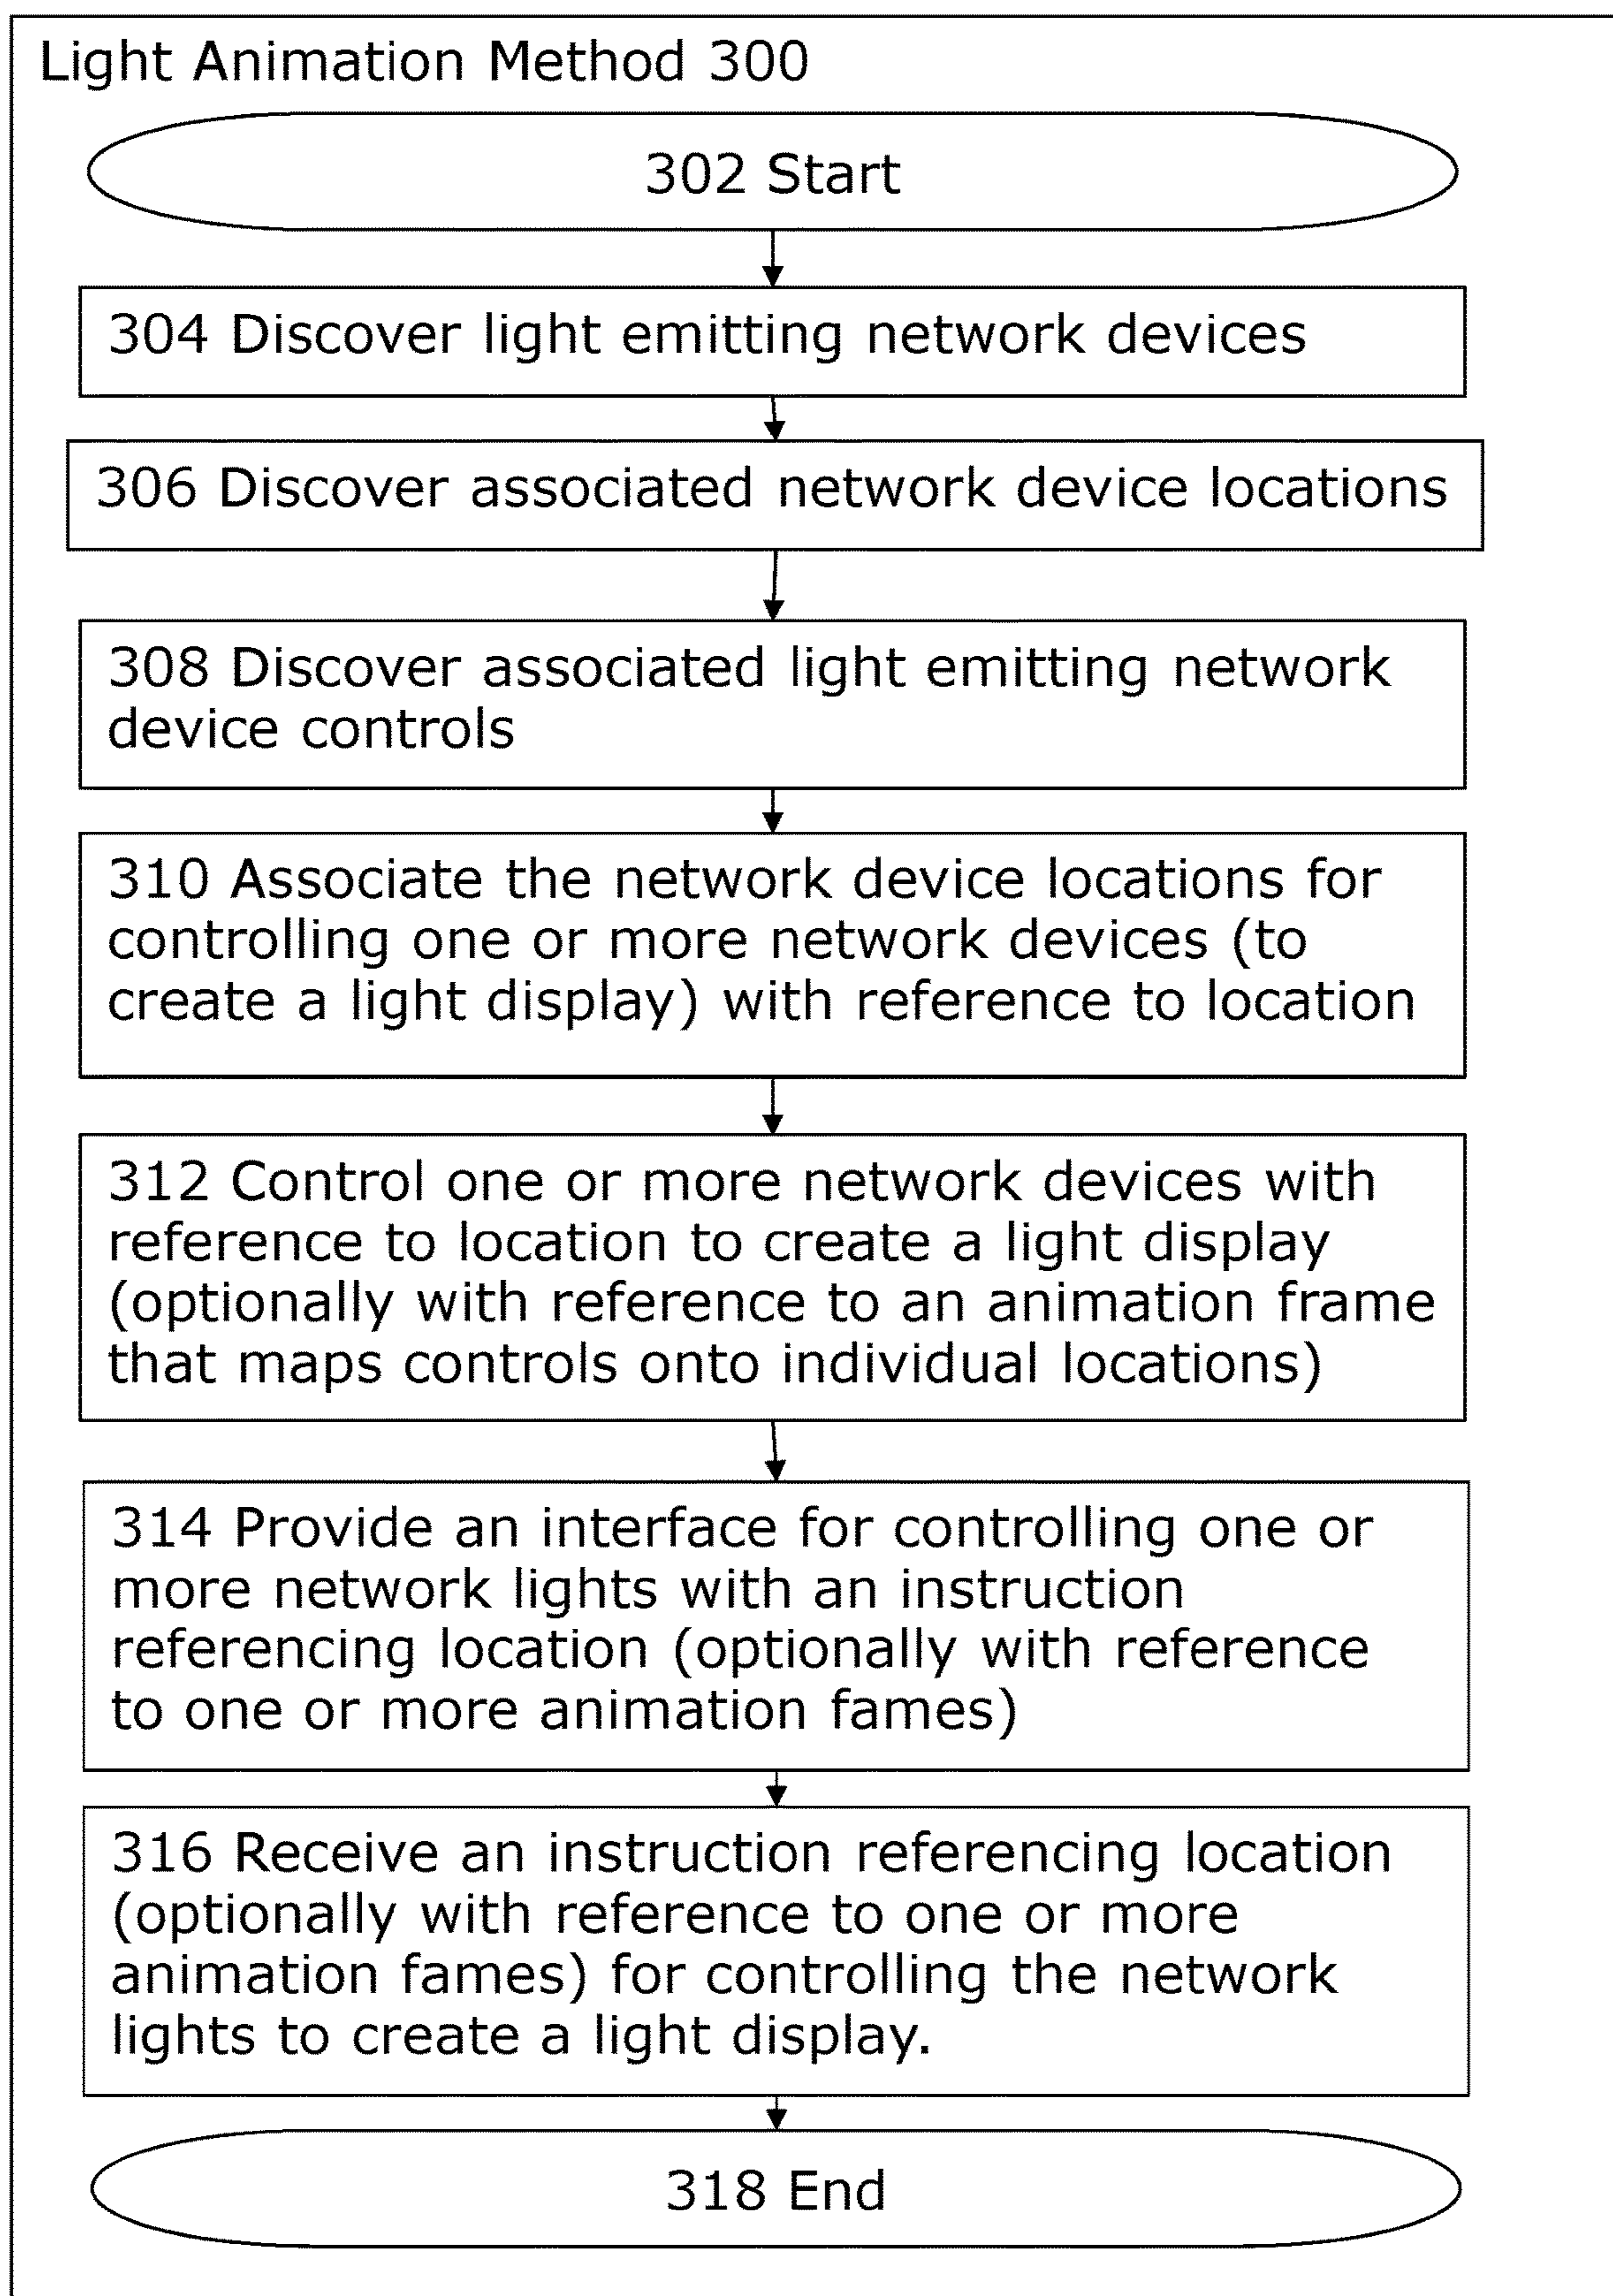 Light Animation Method 300
302 Start
304 Discover light emitting network devices
306 Discover associated network device locations
308 Discover associated light emitting network
device controls
310 Associate the network device locations for
controlling one or more network devices (to
create a light display) with reference to location
312 Control one or more network devices with
reference to location to create a light display
(optionally with reference to an animation frame
that maps controls onto individual locations)
314 Provide an interface for controlling one or
more network lights with an instruction
referencing location (optionally with reference
to one or more animation fames)
316 Receive an instruction referencing location
(optionally with reference to one or more
animation fames) for controlling the network
lights to create a light display.
318 End